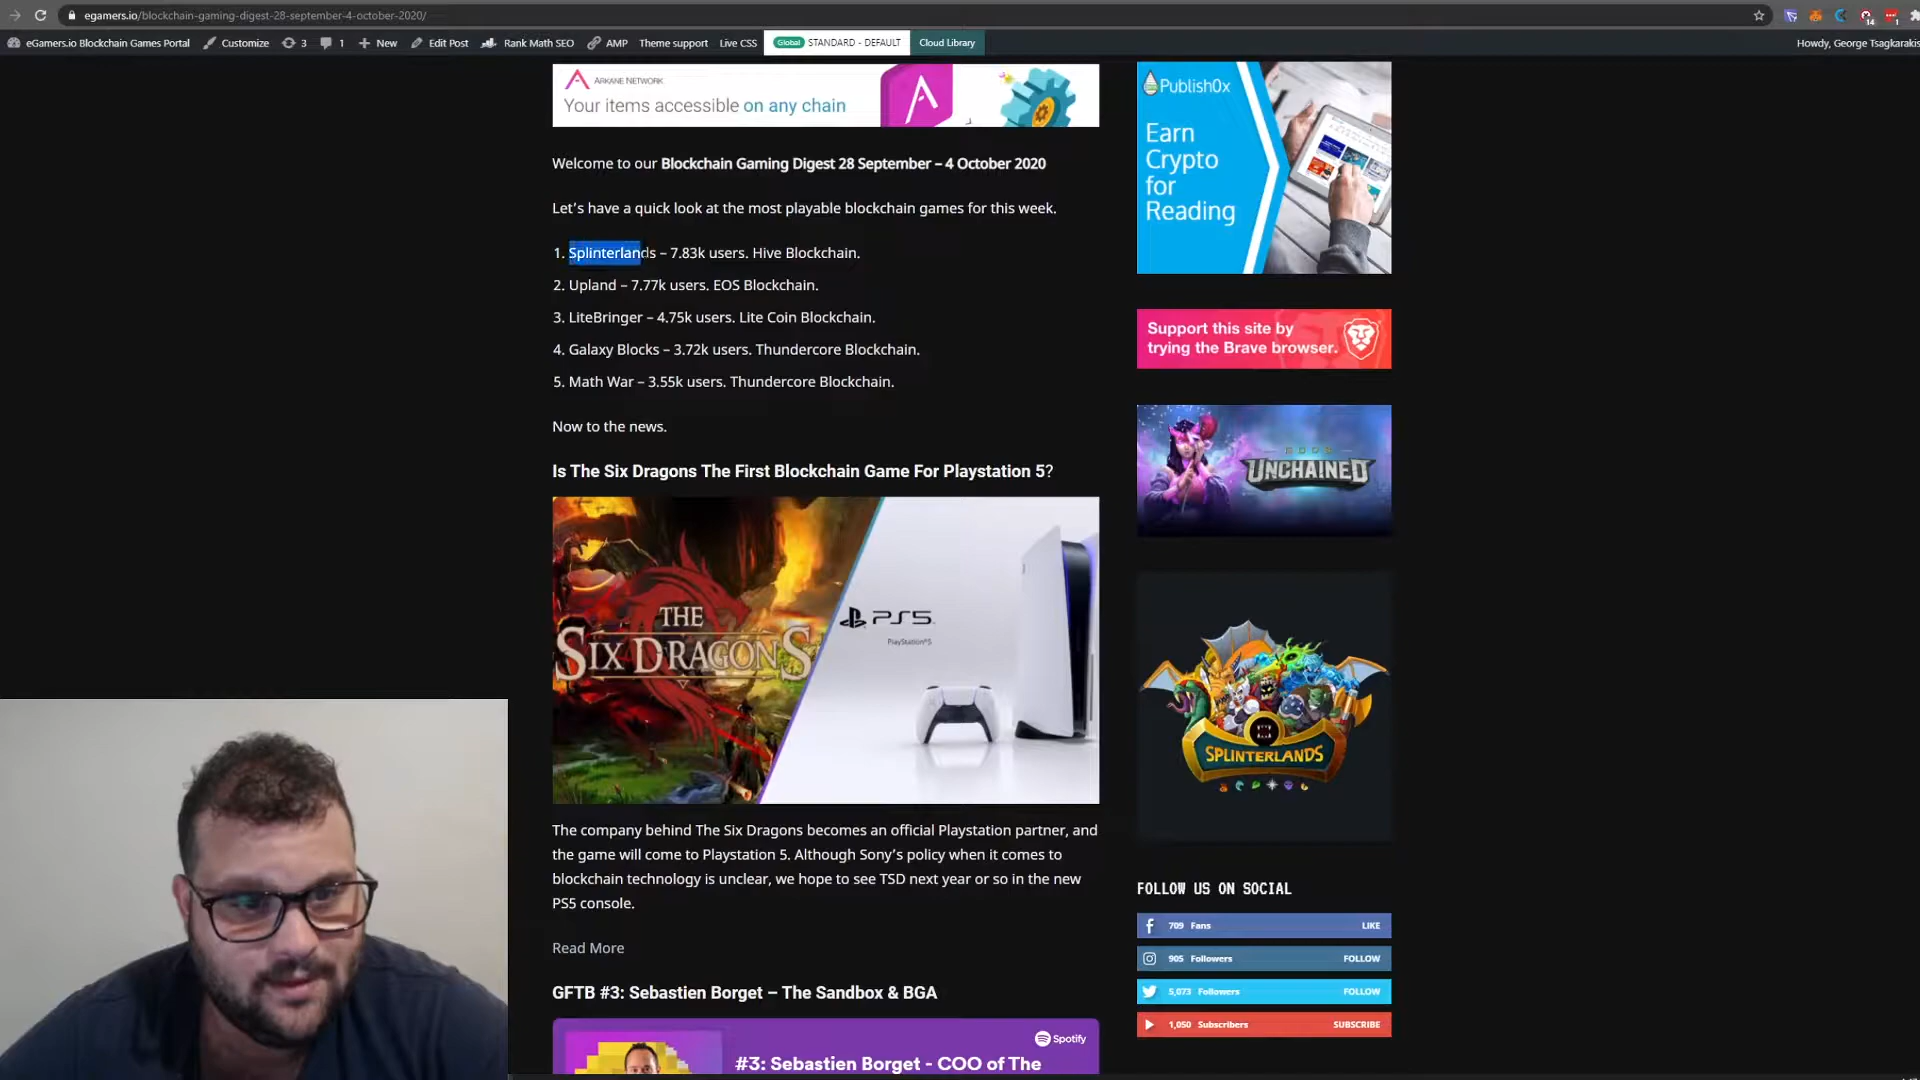 egamers.io/blockchain-gaming-digest-28-september-4-october-2020/
14
1
eGamers.io Blockchain Games Portal
Customize
3
1
New
Edit Post
Rank Math SEO
AMP
Theme support
Live CSS
Global STANDARD - DEFAULT
Cloud Library
Howdy, George Tsagkarakis
ARKANE NETWORK
Your items accessible on any chain
Welcome to our Blockchain Gaming Digest 28 September – 4 October 2020
Let's have a quick look at the most playable blockchain games for this week.
1. Splinterlands – 7.83k users. Hive Blockchain.
2. Upland – 7.77k users. EOS Blockchain.
3. LiteBringer – 4.75k users. Lite Coin Blockchain.
4. Galaxy Blocks – 3.72k users. Thundercore Blockchain.
5. Math War – 3.55k users. Thundercore Blockchain.
Now to the news.
Is The Six Dragons The First Blockchain Game For Playstation 5?
THE
SIX DRAGONS
PS5
PlayStation5
The company behind The Six Dragons becomes an official Playstation partner, and
the game will come to Playstation 5. Although Sony's policy when it comes to
blockchain technology is unclear, we hope to see TSD next year or so in the new
PS5 console.
Read More
GFTB #3: Sebastien Borget – The Sandbox & BGA
Spotify
#3: Sebastien Borget - COO of The
Publish0x
Earn
Crypto
for
Reading
Support this site by
trying the Brave browser.
GODS
UNCHAINED
SPLINTERLANDS
FOLLOW US ON SOCIAL
709 Fans LIKE
905 Followers FOLLOW
5,073 Followers FOLLOW
1,050 Subscribers SUBSCRIBE